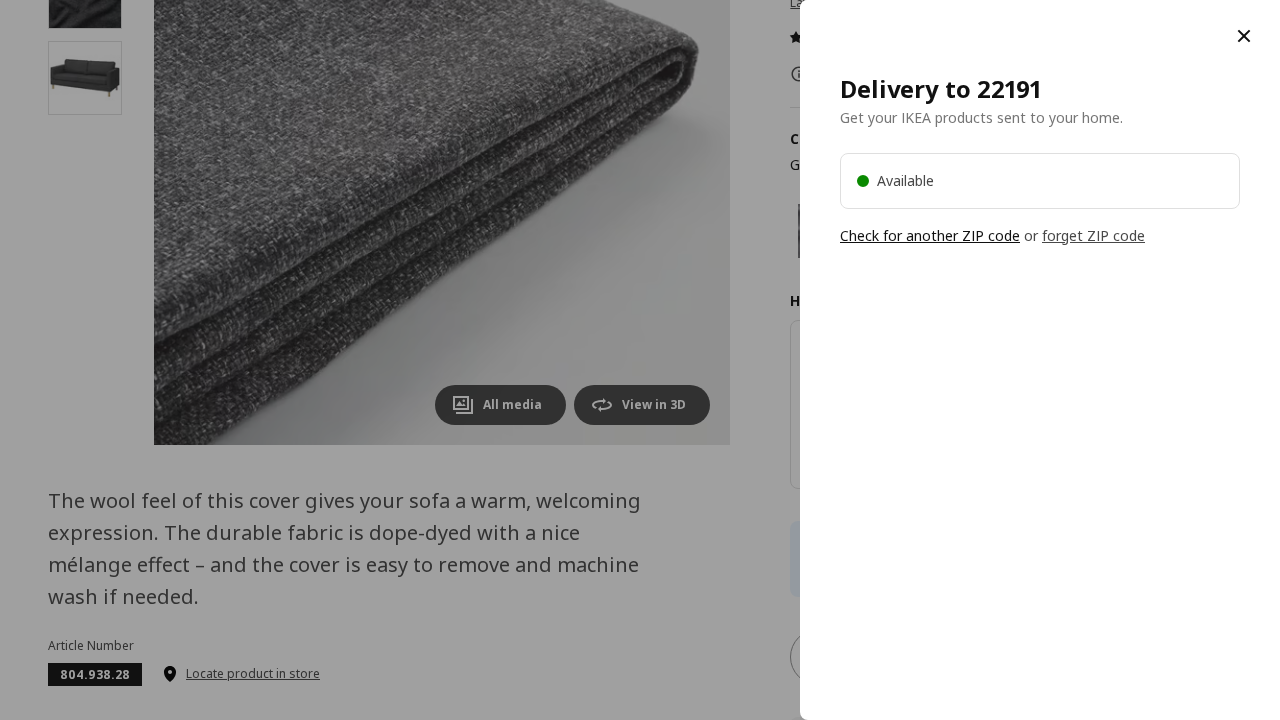 All media
View in 3D
The wool feel of this cover gives your sofa a warm, welcoming
expression. The durable fabric is dope-dyed with a nice
mélange effect – and the cover is easy to remove and machine
wash if needed.
Article Number
804.938.28
Locate product in store
Delivery to 22191
Get your IKEA products sent to your home.
Available
Check for another ZIP code or forget ZIP code